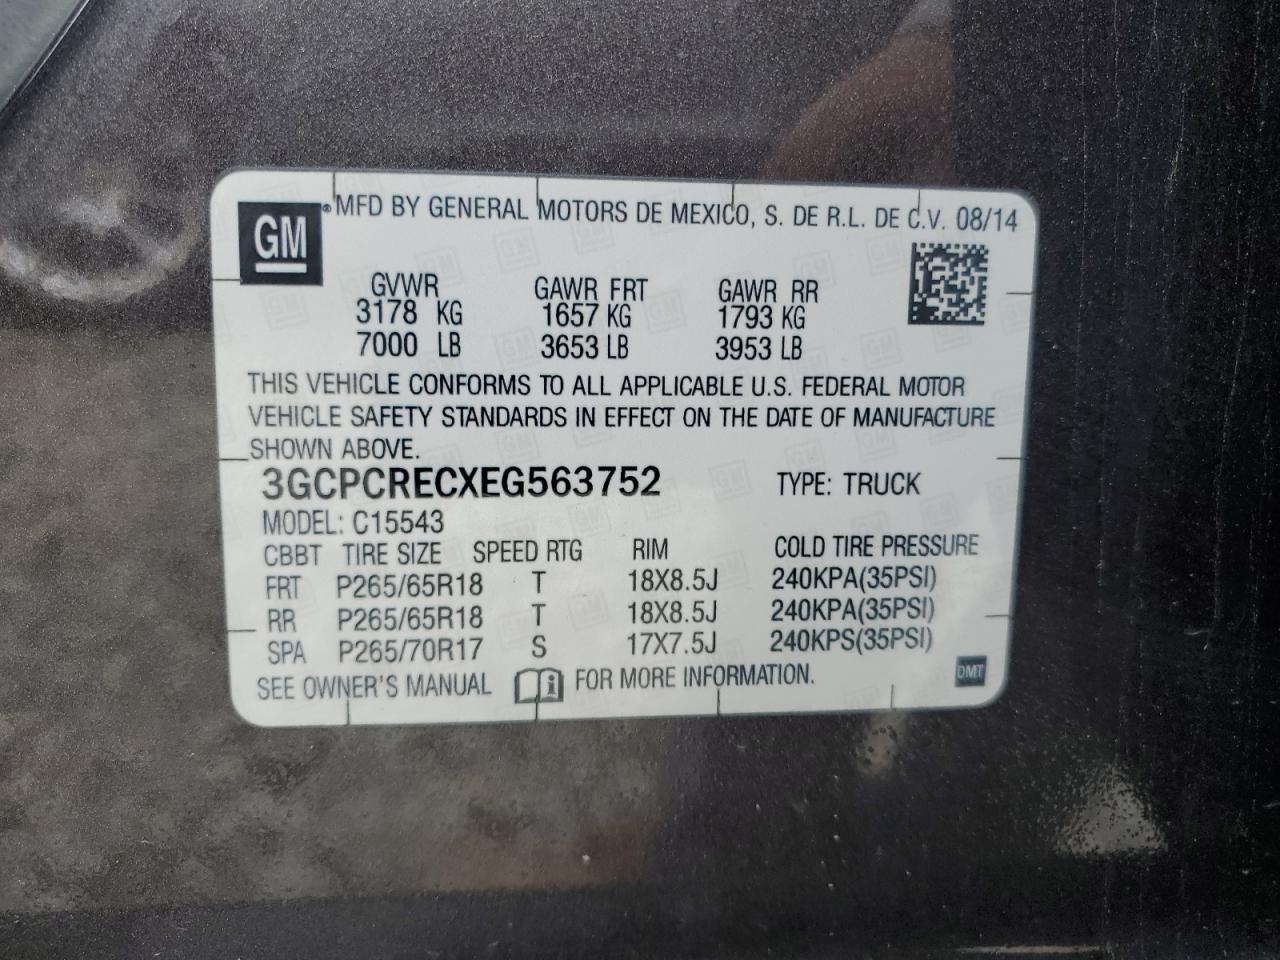 GM
® MFD BY GENERAL MOTORS DE MEXICO, S. DE R.L. DE C.V. 08/14
GVWR GAWR FRT GAWR RR
3178 KG 1657 KG 1793 KG
7000 LB 3653 LB 3953 LB
THIS VEHICLE CONFORMS TO ALL APPLICABLE U.S. FEDERAL MOTOR
VEHICLE SAFETY STANDARDS IN EFFECT ON THE DATE OF MANUFACTURE
SHOWN ABOVE.
3GCPCRECXEG563752 TYPE: TRUCK
MODEL: C15543
CBBT TIRE SIZE SPEED RTG RIM COLD TIRE PRESSURE
FRT P265/65R18 T 18X8.5J 240KPA(35PSI)
RR P265/65R18 T 18X8.5J 240KPA(35PSI)
SPA P265/70R17 S 17X7.5J 240KPS(35PSI)
SEE OWNER'S MANUAL i FOR MORE INFORMATION.
DMT